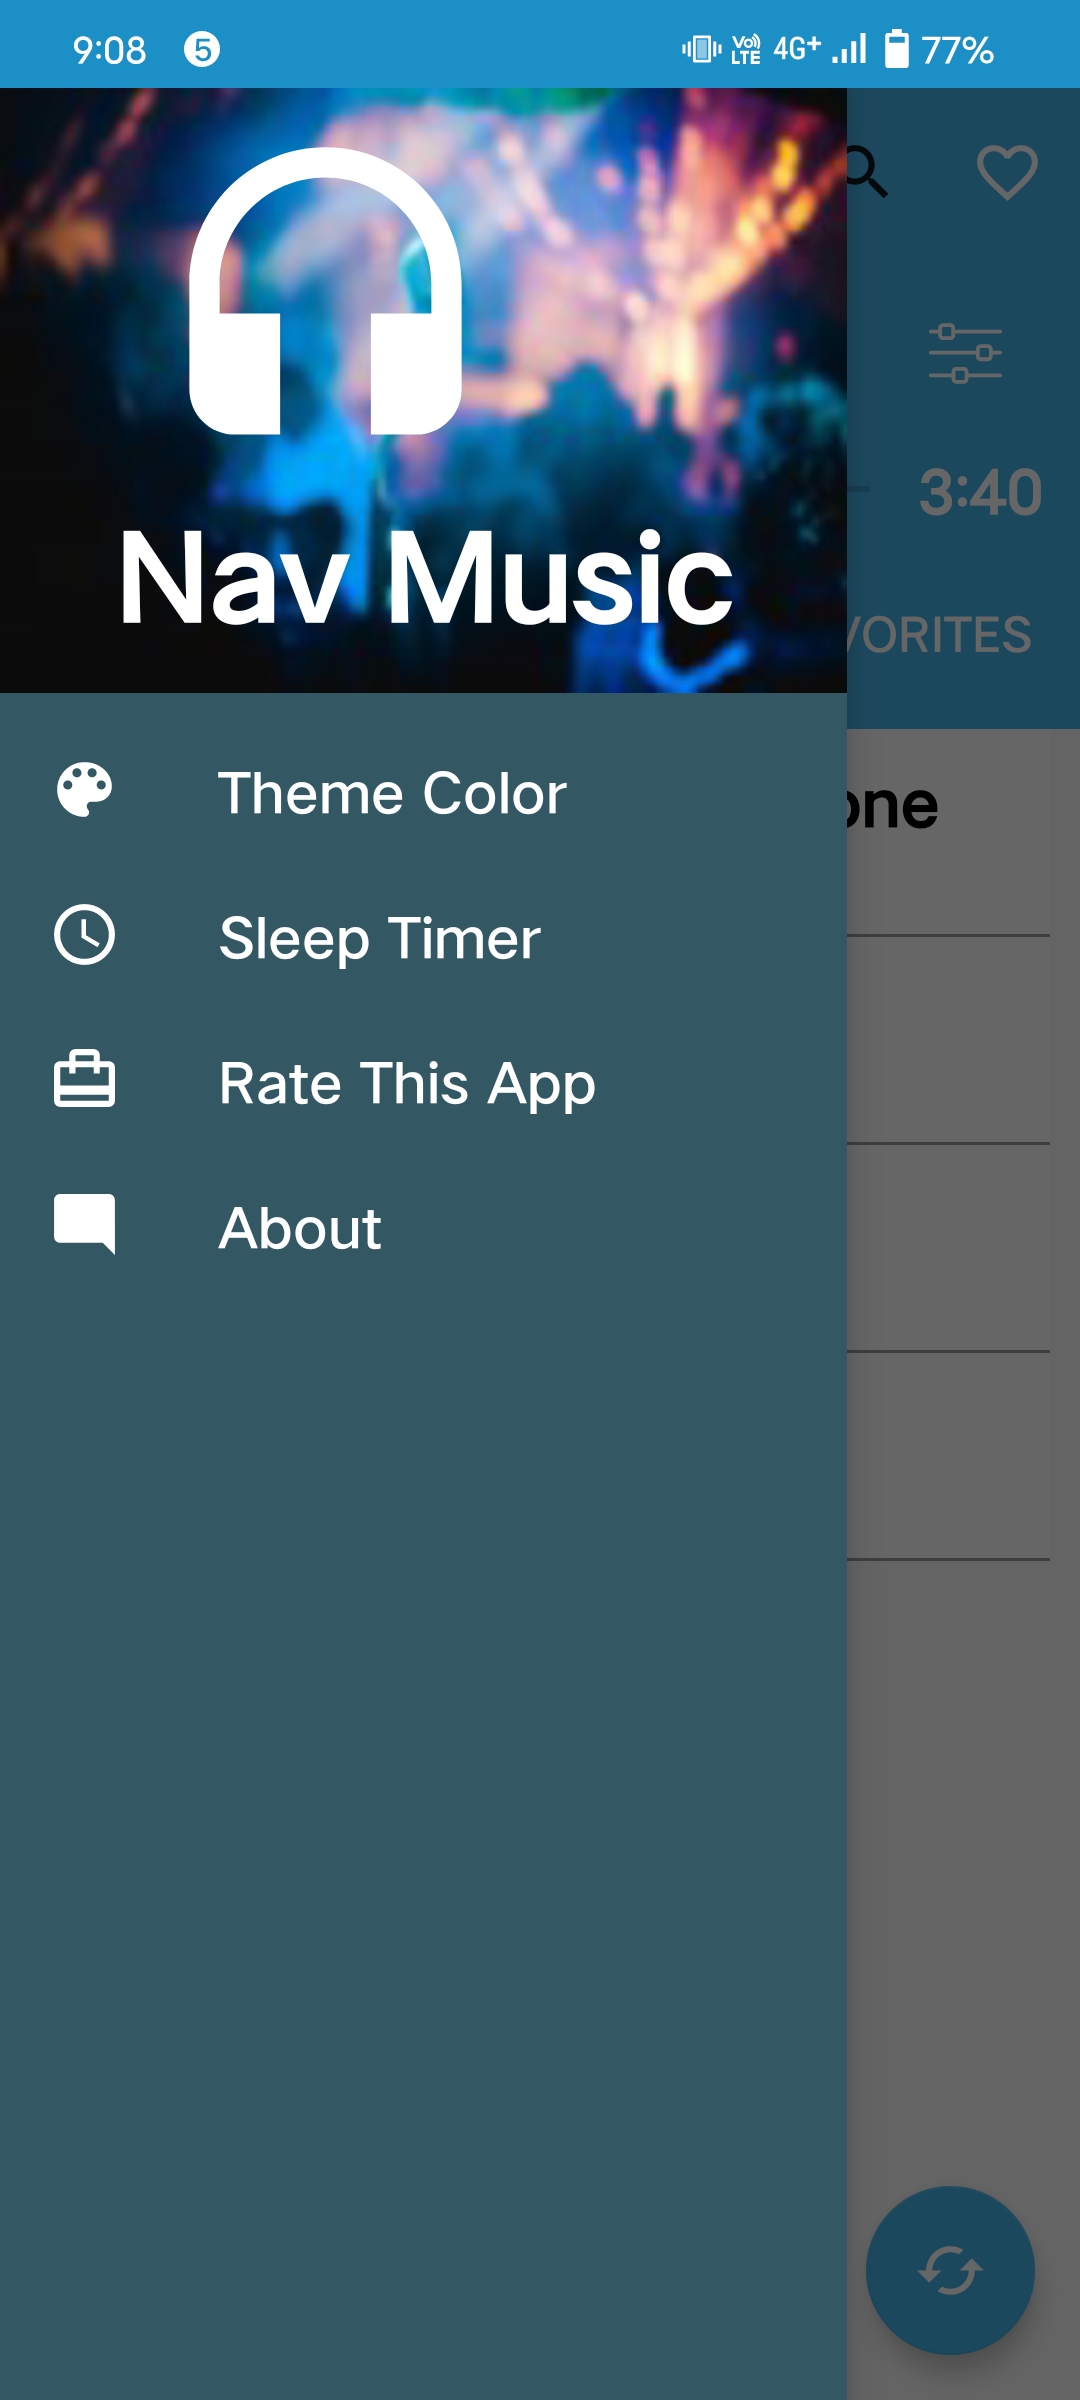 9:08 5 Vo) LTE 4G+ 77%
Nav Music
3:40
VORITES
one
Theme Color
Sleep Timer
Rate This App
About